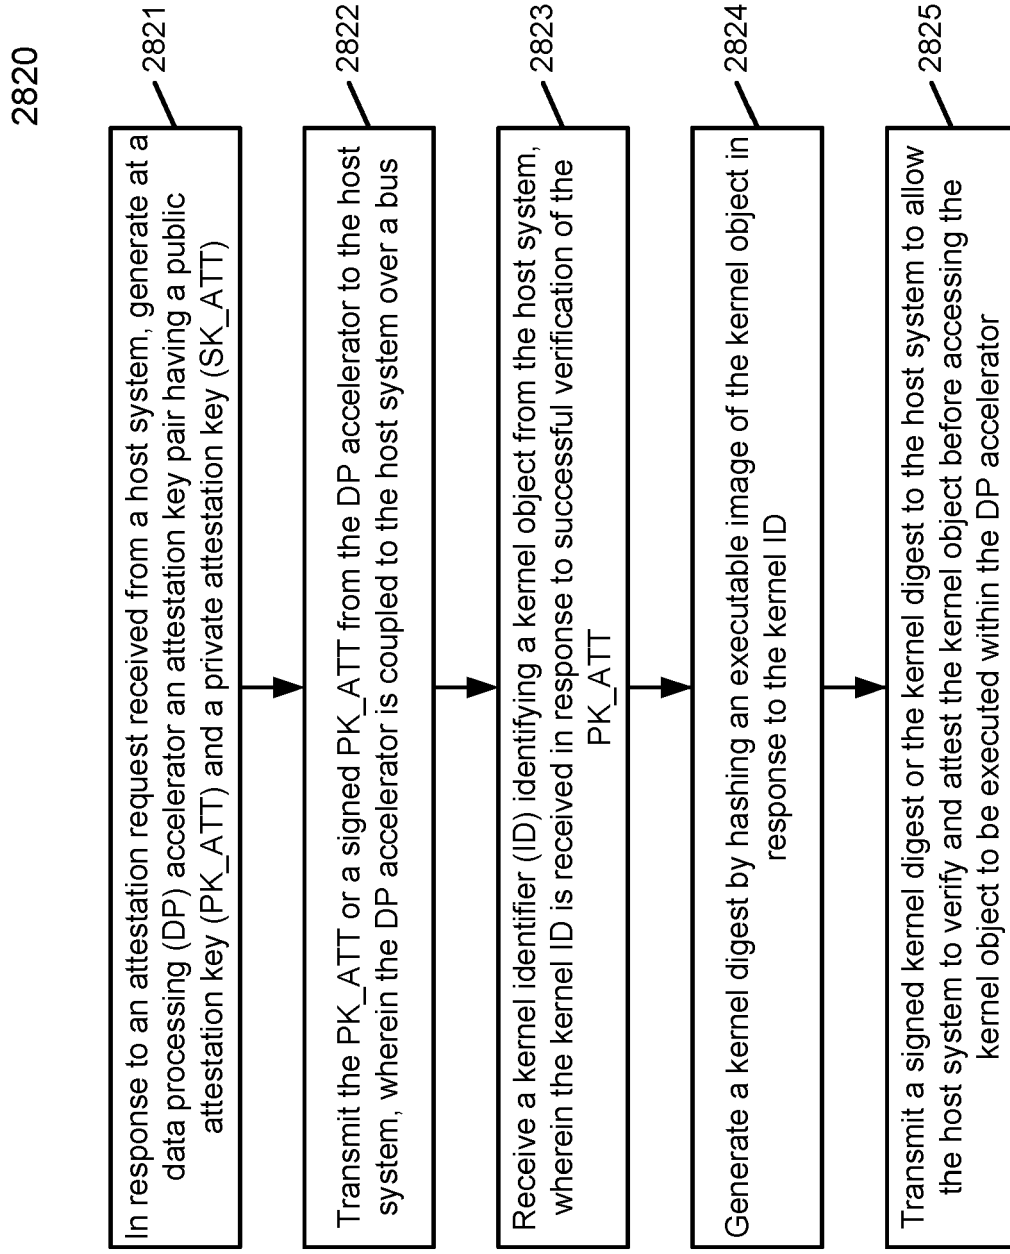 2820
In response to an attestation request received from a host system, generate at a
data processing (DP) accelerator an attestation key pair having a public
attestation key (PK_ATT) and a private attestation key (SK_ATT)
2821
Transmit the PK_ATT or a signed PK_ATT from the DP accelerator to the host
system, wherein the DP accelerator is coupled to the host system over a bus
2822
Receive a kernel identifier (ID) identifying a kernel object from the host system,
wherein the kernel ID is received in response to successful verification of the
PK_ATT
2823
Generate a kernel digest by hashing an executable image of the kernel object in
response to the kernel ID
2824
Transmit a signed kernel digest or the kernel digest to the host system to allow
the host system to verify and attest the kernel object before accessing the
kernel object to be executed within the DP accelerator
2825